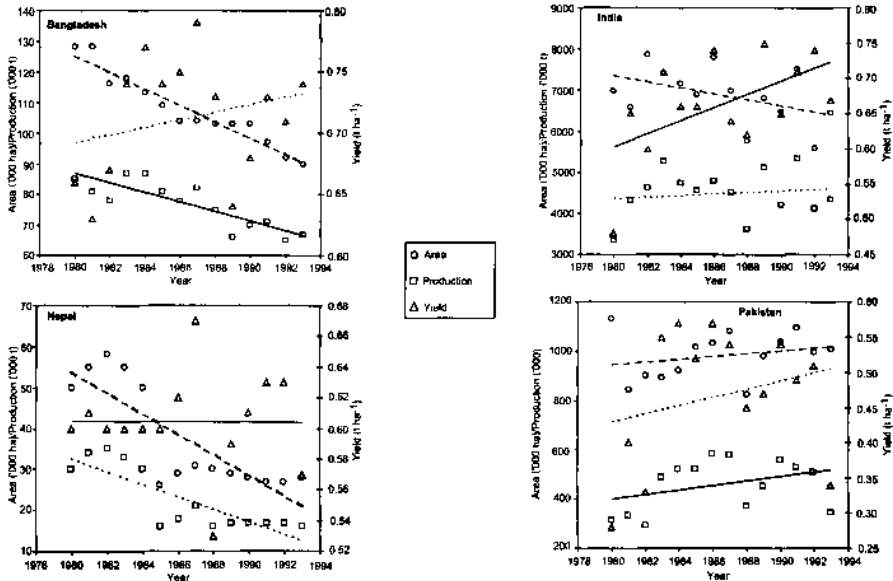 Bangladesh
Area ('000 ha)/Production ('000 t)
140
130
120
110
100
90
80
70
60
0.80
0.75
0.70
0.65
0.60
Yield (t ha⁻¹)
1978 1980 1982 1984 1986 1988 1990 1992 1994
Year
India
Area ('000 ha)/Production ('000 t)
9000
8000
7000
6000
5000
4000
3000
0.80
0.75
0.70
0.65
0.60
0.55
0.50
0.45
Yield (t ha⁻¹)
1978 1980 1982 1984 1986 1988 1990 1992 1994
Year
Area
Production
Yield
Nepal
Area ('000 ha)/Production ('000 t)
70
60
50
40
30
20
10
0.68
0.66
0.64
0.62
0.60
0.58
0.56
0.54
0.52
Yield (t ha⁻¹)
1978 1980 1982 1984 1986 1988 1990 1992 1994
Year
Pakistan
Area ('000 ha)/Production ('000)
1200
1000
800
600
400
200
0.60
0.55
0.50
0.45
0.40
0.35
0.30
0.25
Yield (t ha⁻¹)
1978 1980 1982 1984 1986 1988 1990 1992 1994
Year